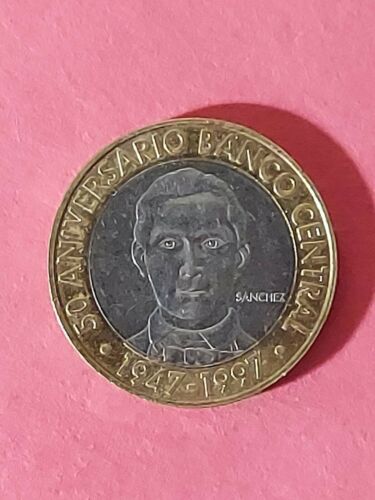 50 ANIVERSARIO BANCO CENTRAL
SANCHEZ
• 1947-1997 •